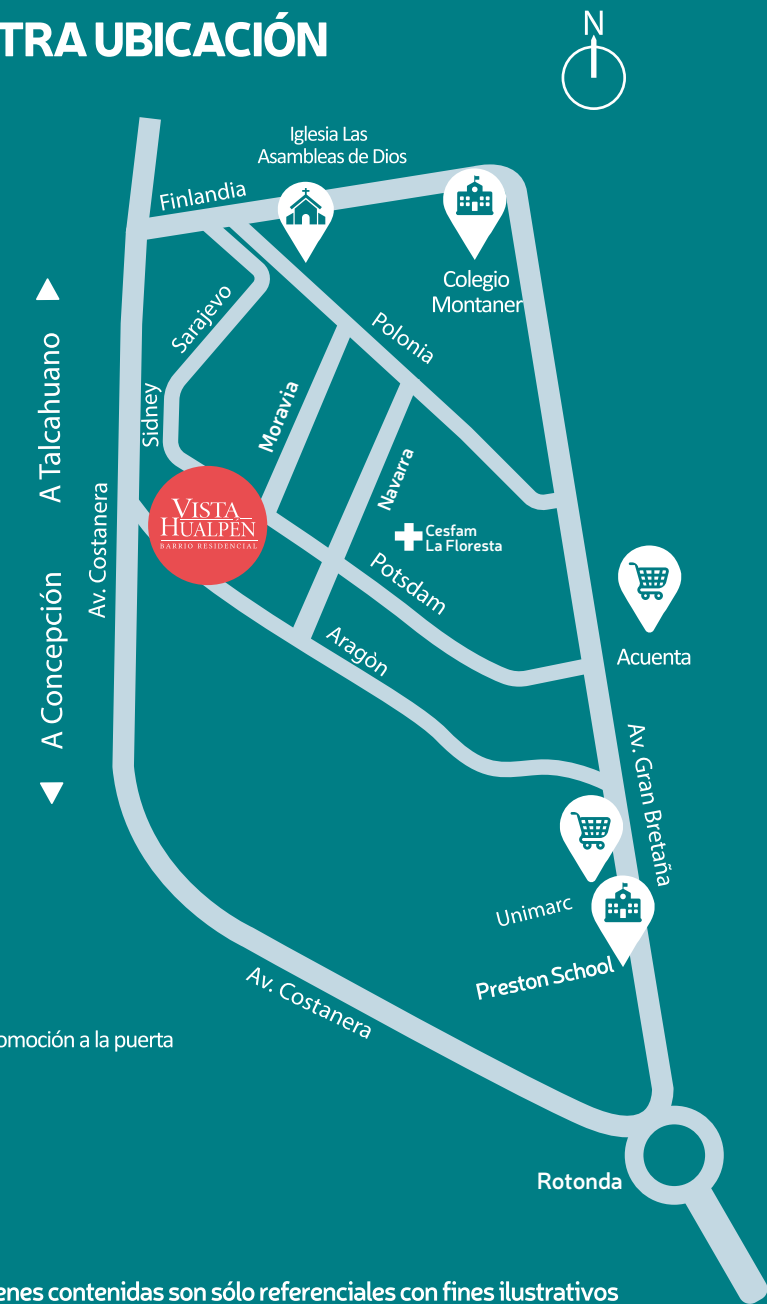 TRA UBICACIÓN
N
Iglesia Las
Asambleas de Dios
Finlandia
Colegio
Montaner
Sarajevo
Polonia
A Talcahuano
Sidney
Moravia
Navarra
VISTA
HUALPÉN
BARRIO RESIDENCIAL
Cesfam
La Floresta
Av. Costanera
Potsdam
A Concepción
Aragòn
Acuenta
Av. Gran Bretaña
Unimarc
Preston School
Av. Costanera
omoción a la puerta
Rotonda
enes contenidas son sólo referenciales con fines ilustrativos